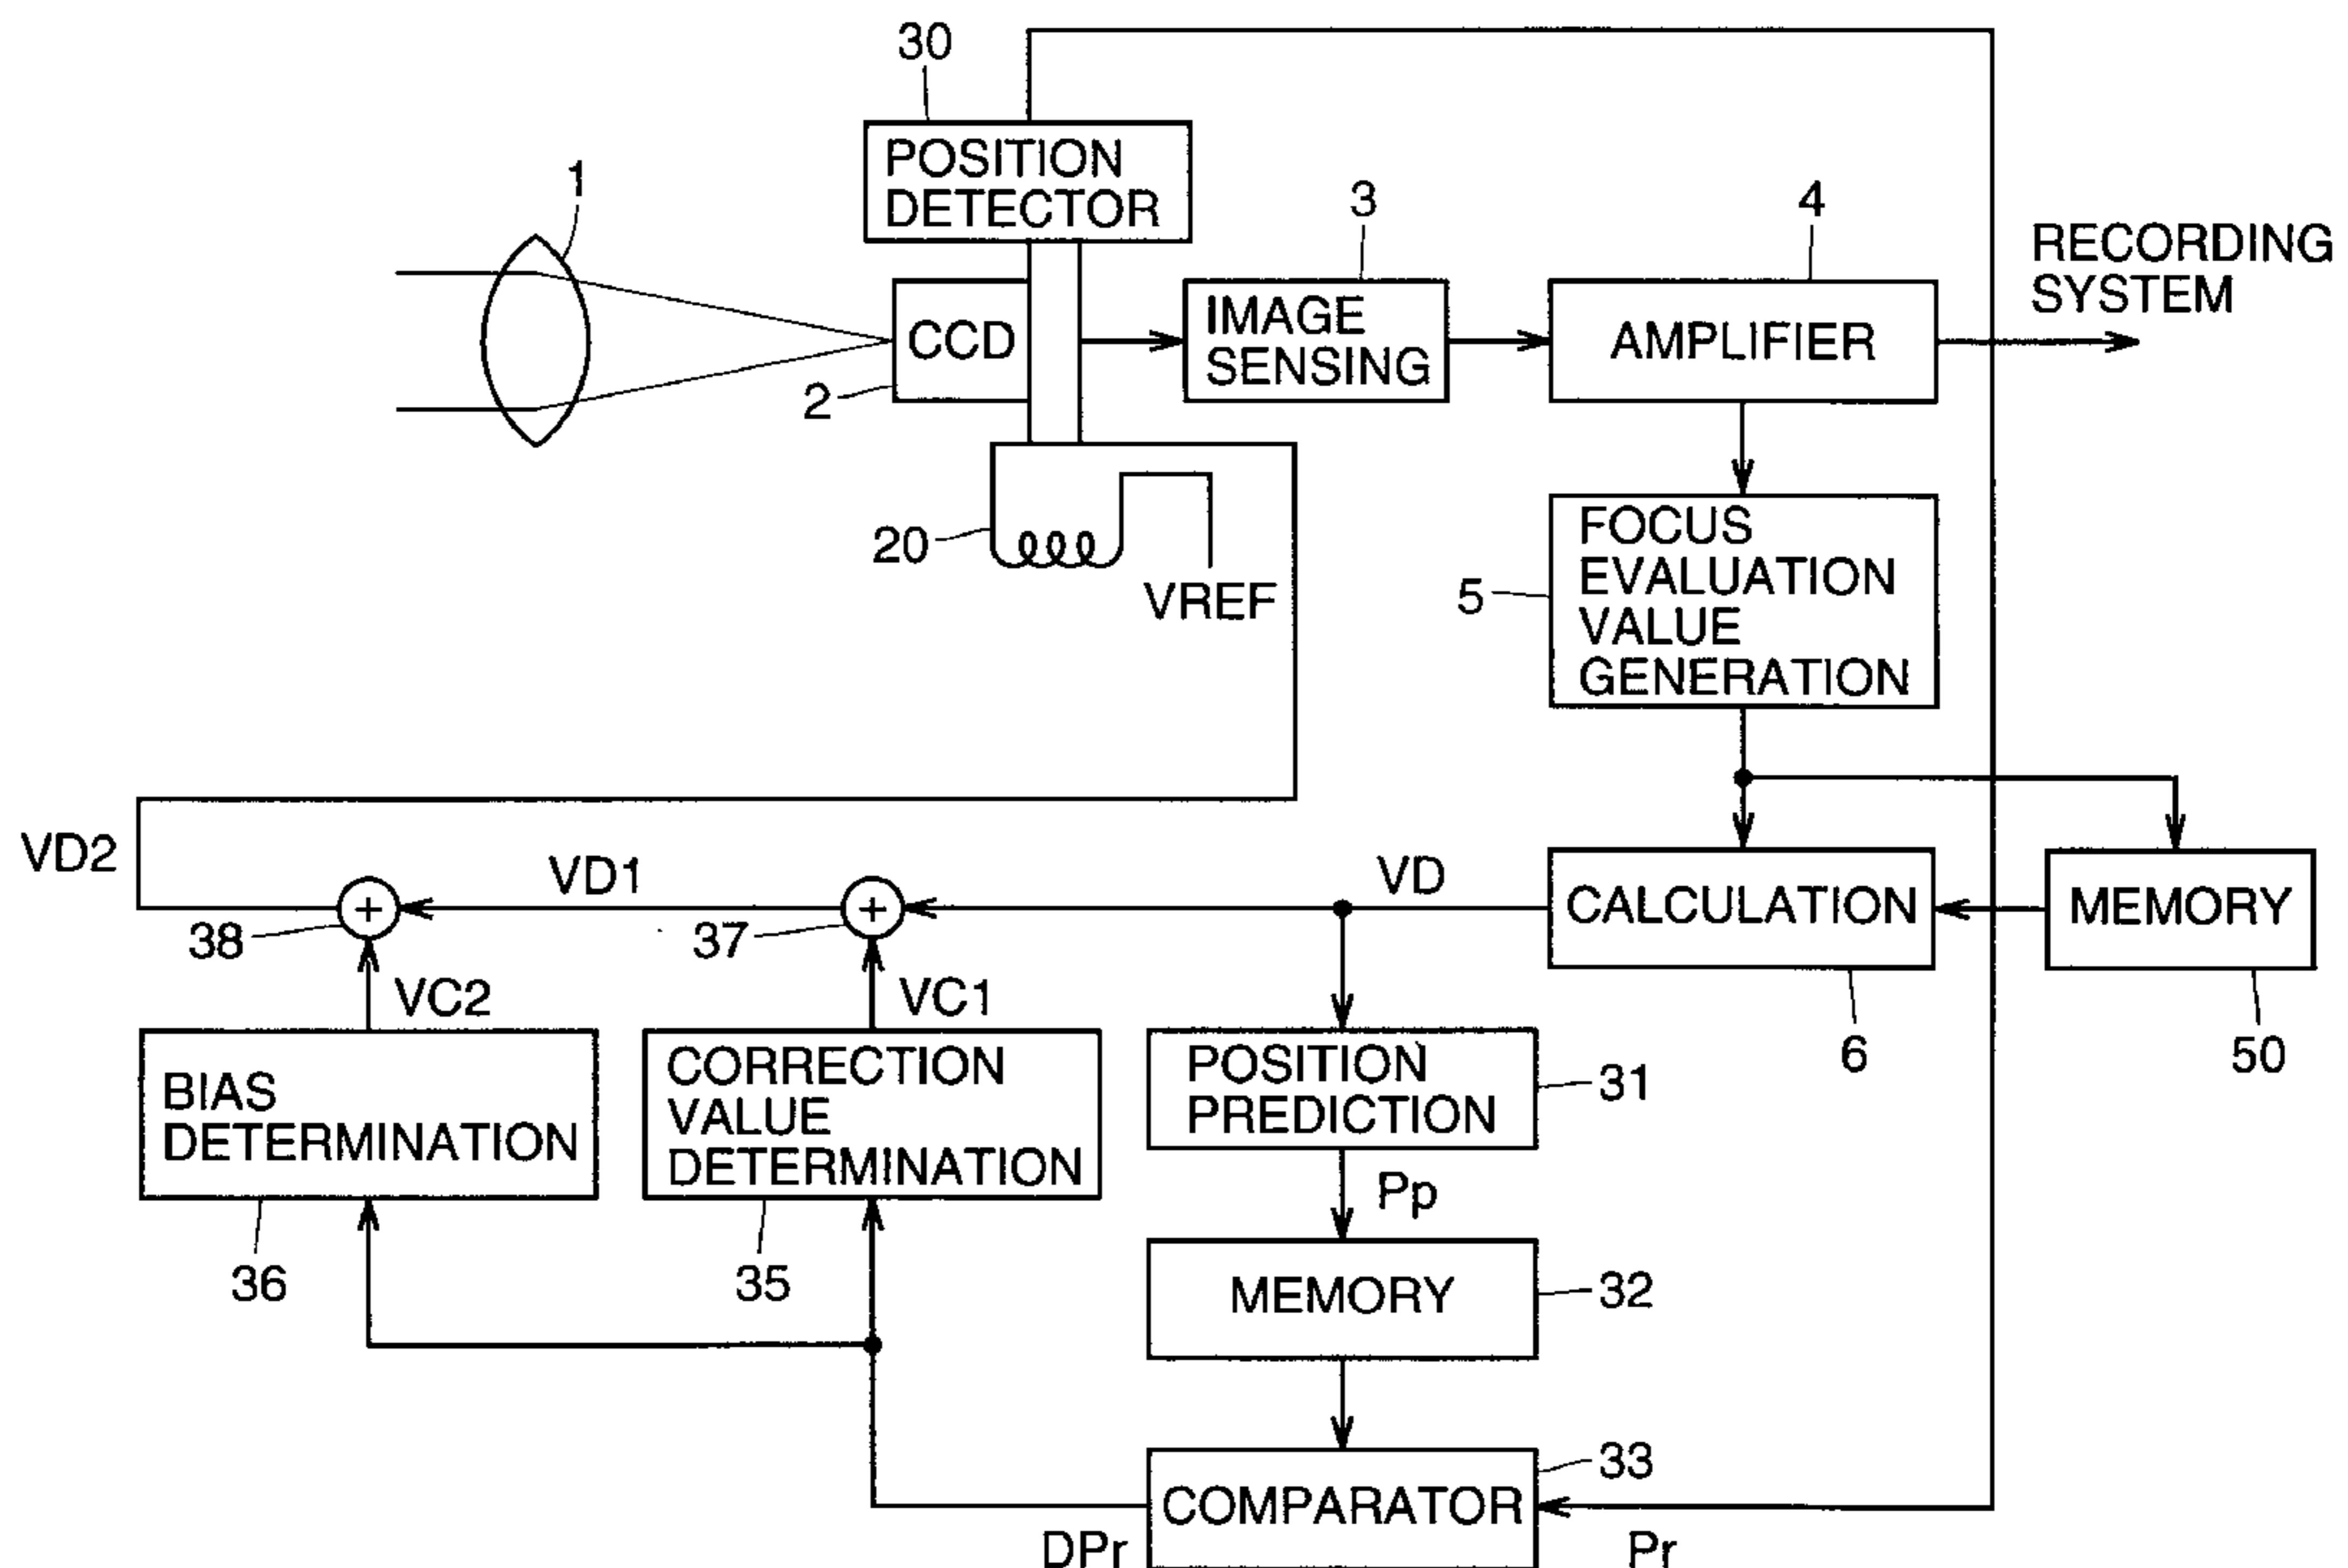 30
POSITION
DETECTOR
1
3
4
RECORDING
SYSTEM
CCD
IMAGE
SENSING
AMPLIFIER
2
20
VREF
5
FOCUS
EVALUATION
VALUE
GENERATION
VD2
VD1
VD
CALCULATION
MEMORY
+
+
38
37
VC2
VC1
6
50
BIAS
DETERMINATION
CORRECTION
VALUE
DETERMINATION
POSITION
PREDICTION
31
Pp
36
35
MEMORY
32
COMPARATOR
33
DPr
Pr